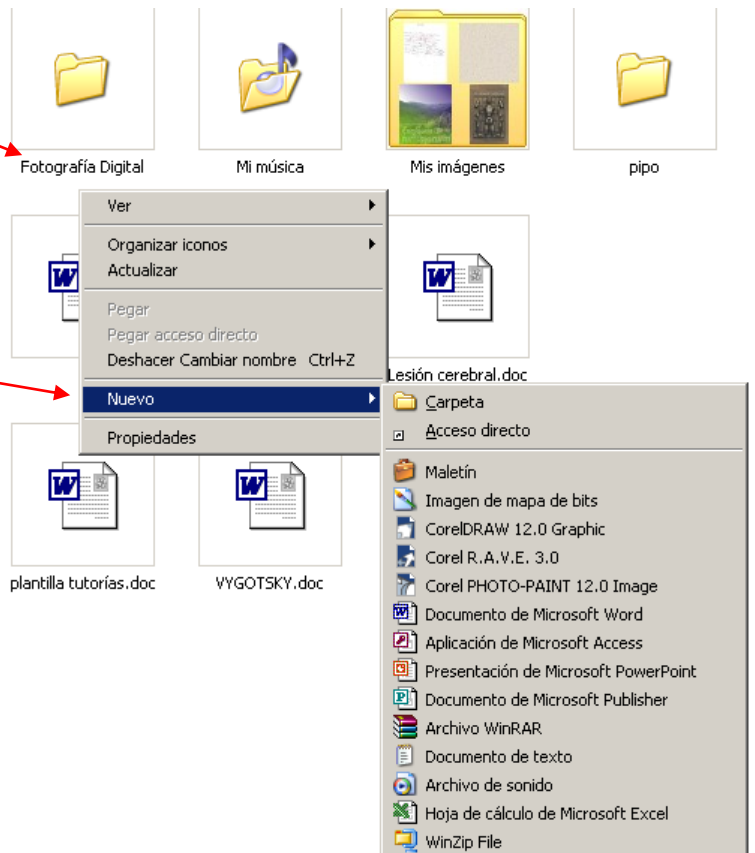 Fotografía Digital
Mi música
Mis imágenes
pipo
Ver
Organizar iconos
Actualizar
Pegar
Pegar acceso directo
Deshacer Cambiar nombre Ctrl+Z
Nuevo
Propiedades
Lesión cerebral.doc
Carpeta
Acceso directo
Maletín
Imagen de mapa de bits
CorelDRAW 12.0 Graphic
Corel R.A.V.E. 3.0
Corel PHOTO-PAINT 12.0 Image
Documento de Microsoft Word
Aplicación de Microsoft Access
Presentación de Microsoft PowerPoint
Documento de Microsoft Publisher
Archivo WinRAR
Documento de texto
Archivo de sonido
Hoja de cálculo de Microsoft Excel
WinZip File
plantilla tutorías.doc
VYGOTSKY.doc